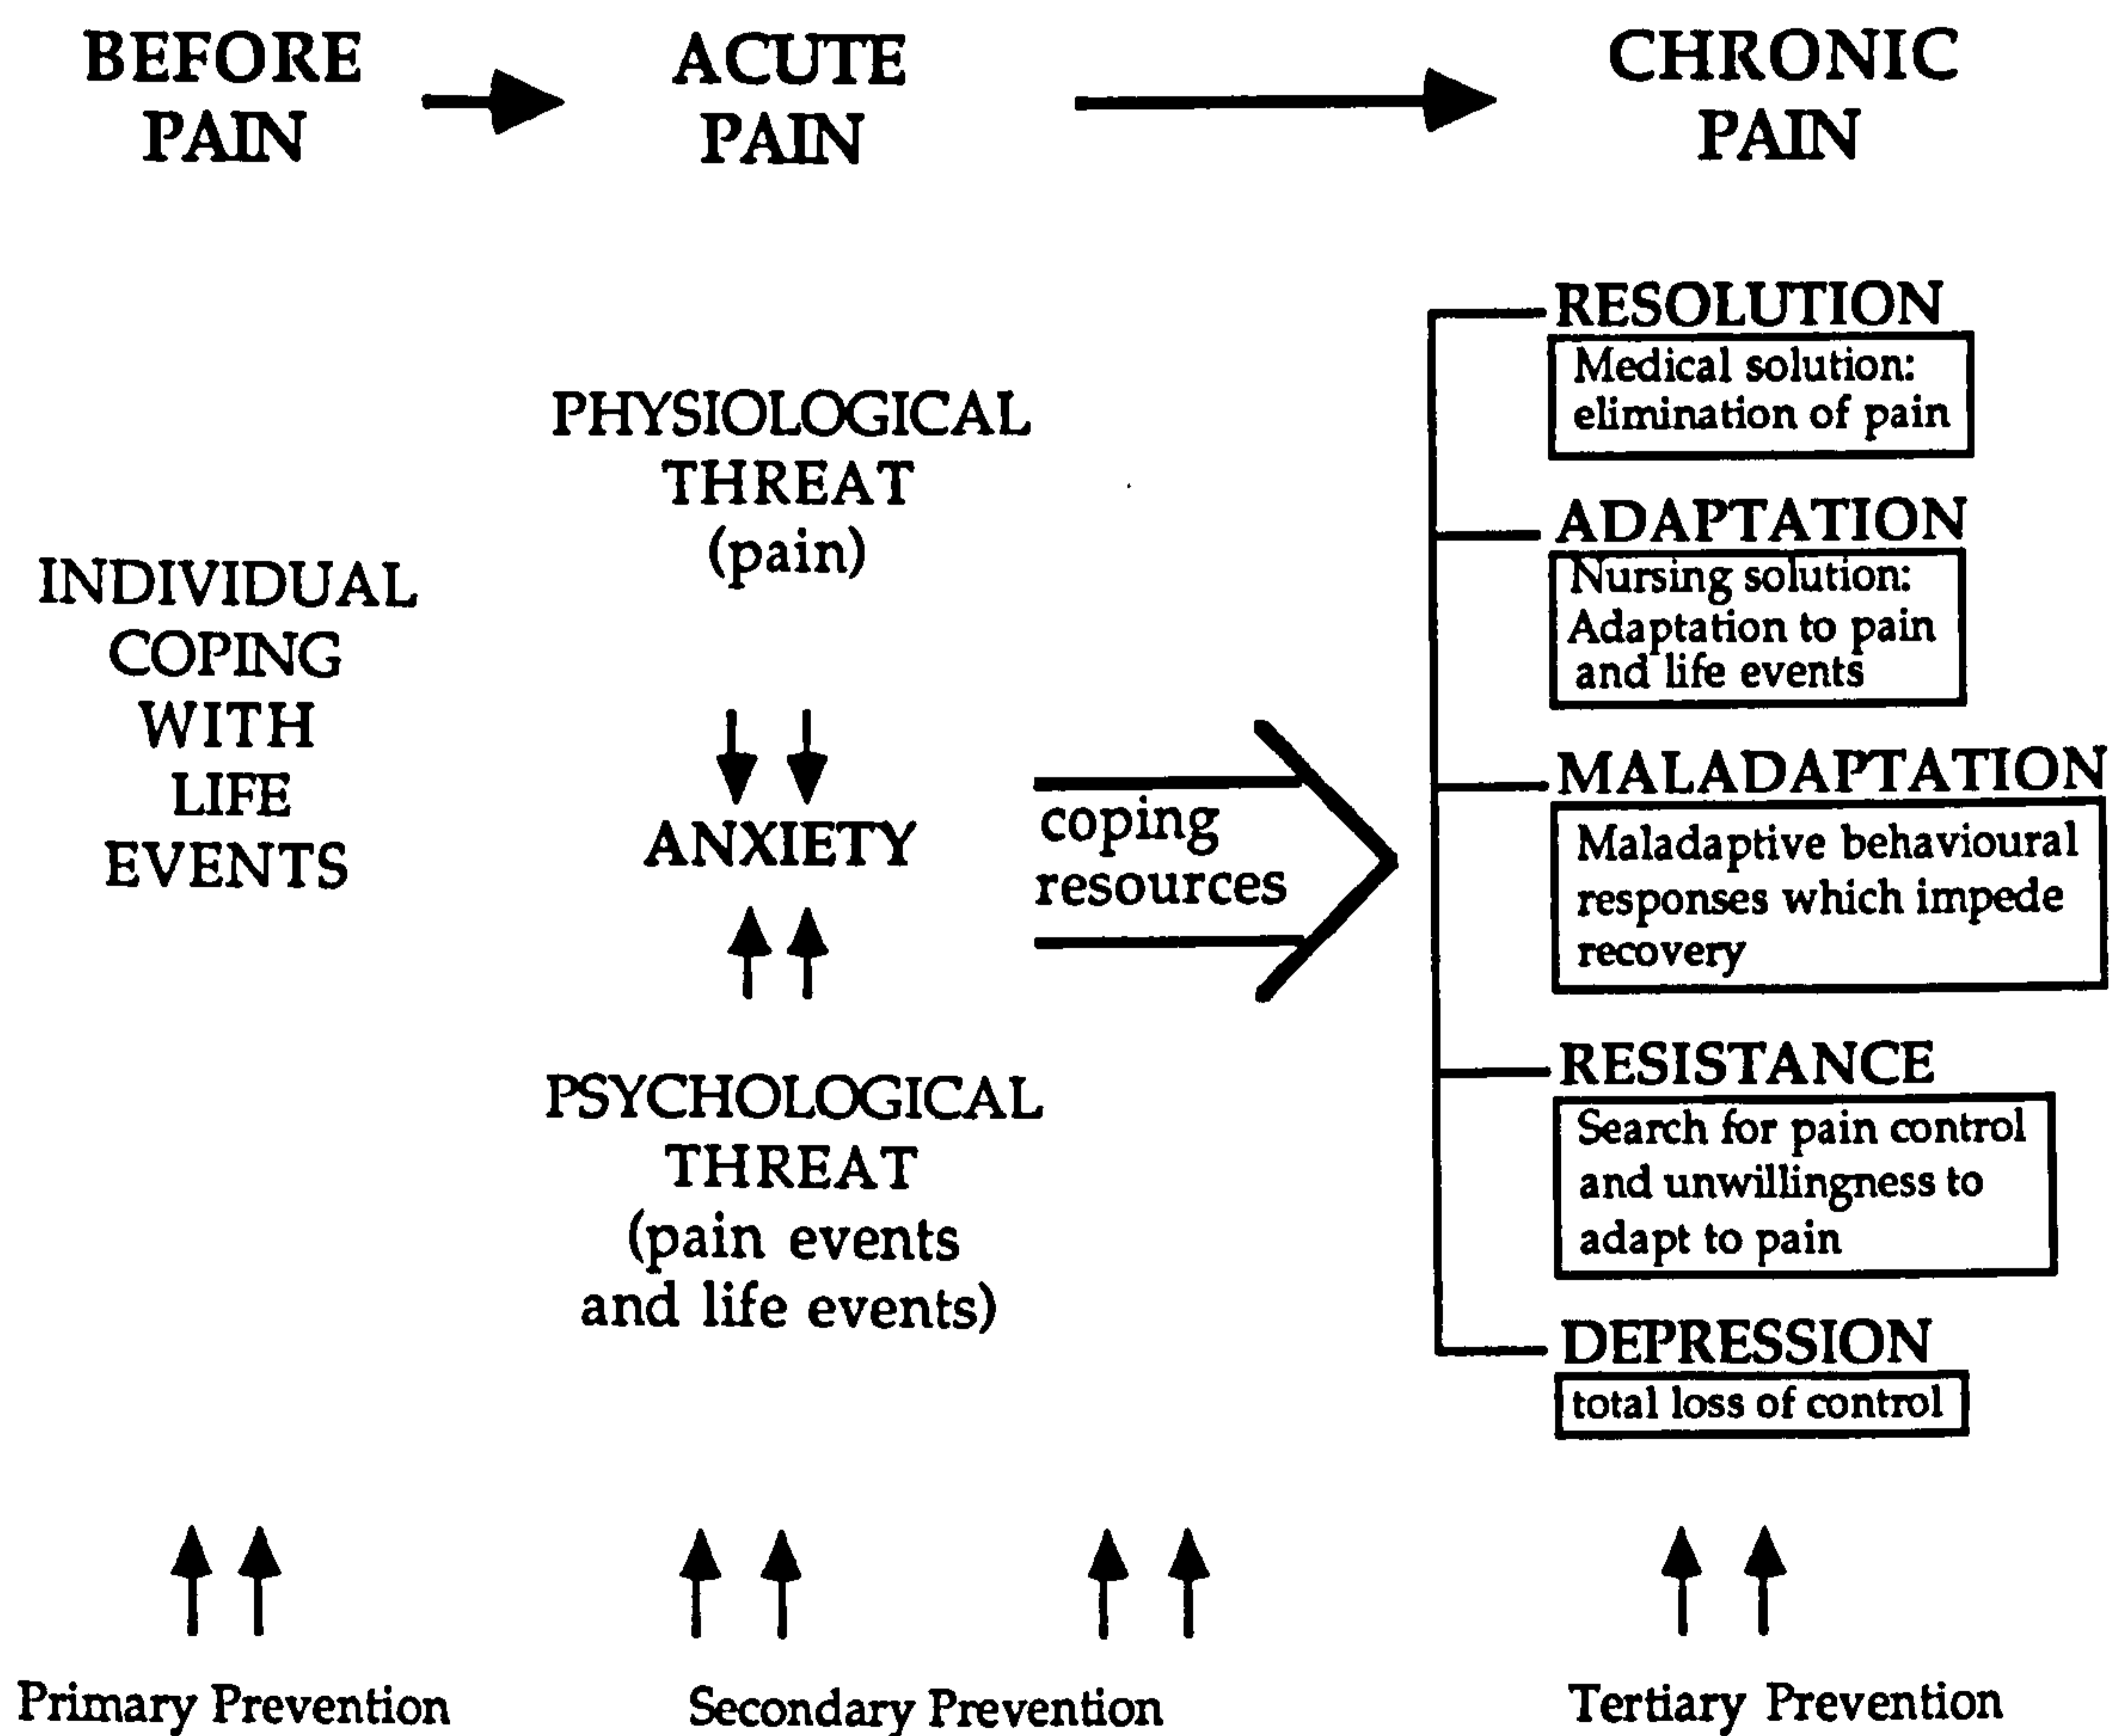 BEFORE
PAIN
ACUTE
PAIN
CHRONIC
PAIN
INDIVIDUAL
COPING
WITH
LIFE
EVENTS
PHYSIOLOGICAL
THREAT
(pain)
ANXIETY
PSYCHOLOGICAL
THREAT
(pain events
and life events)
coping
resources
RESOLUTION
Medical solution:
elimination of pain
ADAPTATION
Nursing solution:
Adaptation to pain
and life events
MALADAPTATION
Maladaptive behavioural
responses which impede
recovery
RESISTANCE
Search for pain control
and unwillingness to
adapt to pain
DEPRESSION
total loss of control
Primary Prevention
Secondary Prevention
Tertiary Prevention